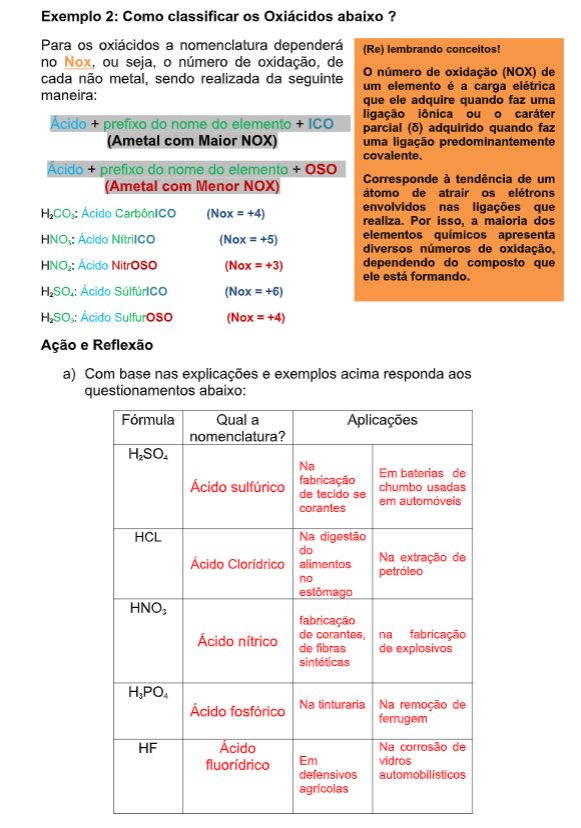 Exemplo 2: Como classificar os Oxiácidos abaixo ?
Para os oxiácidos a nomenclatura dependerá
no Nox, ou seja, o número de oxidação, de
cada não metal, sendo realizada da seguinte
maneira:
Ácido + prefixo do nome do elemento + ICO
(Ametal com Maior NOX)
Ácido + prefixo do nome do elemento + OSO
(Ametal com Menor NOX)
H₂CO₃: Ácido CarbônICO (Nox = +4)
HNO₃: Ácido NítriICO (Nox = +5)
HNO₂: Ácido NitrOSO (Nox = +3)
H₂SO₄: Ácido SúlfúrICO (Nox = +6)
H₂SO₃: Ácido SulfurOSO (Nox = +4)
(Re) lembrando conceitos!
O número de oxidação (NOX) de
um elemento é a carga elétrica
que ele adquire quando faz uma
ligação iônica ou o caráter
parcial (δ) adquirido quando faz
uma ligação predominantemente
covalente.
Corresponde à tendência de um
átomo de atrair os elétrons
envolvidos nas ligações que
realiza. Por isso, a maioria dos
elementos químicos apresenta
diversos números de oxidação,
dependendo do composto que
ele está formando.
Ação e Reflexão
a) Com base nas explicações e exemplos acima responda aos
questionamentos abaixo:
Fórmula
Qual a
nomenclatura?
Aplicações
H₂SO₄
Ácido sulfúrico
Na
fabricação
de tecido se
corantes
Em baterias de
chumbo usadas
em automóveis
HCL
Ácido Clorídrico
Na digestão
do
alimentos
no
estômago
Na extração de
petróleo
HNO₃
Ácido nítrico
fabricação
de corantes,
de fibras
sintéticas
na fabricação
de explosivos
H₃PO₄
Ácido fosfórico
Na tinturaria
Na remoção de
ferrugem
HF
Ácido
fluorídrico
Em
defensivos
agrícolas
Na corrosão de
vidros
automobilísticos